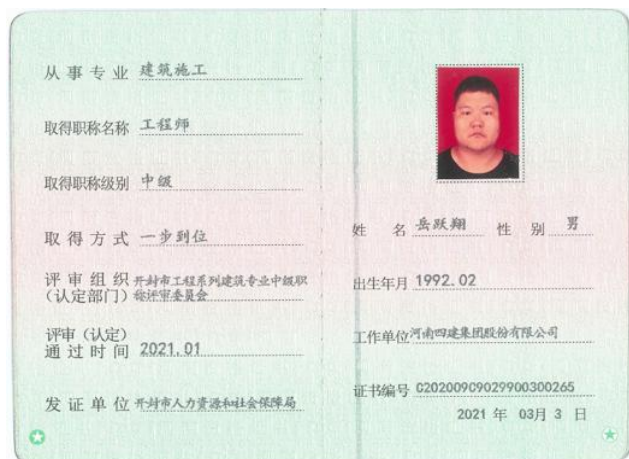 从事专业 建筑施工
取得职称名称 工程师
取得职称级别 中级
取得方式 一步到位
评审组织 开封市工程系列建筑专业中级职
(认定部门) 称评审委员会
评审（认定）
通过时间 2021.01
发证单位 开封市人力资源和社会保障局
姓名 岳跃翔 性别 男
出生年月 1992.02
工作单位 河南四建集团股份有限公司
证书编号 C02009C9029900300265
2021 年 03月 3 日